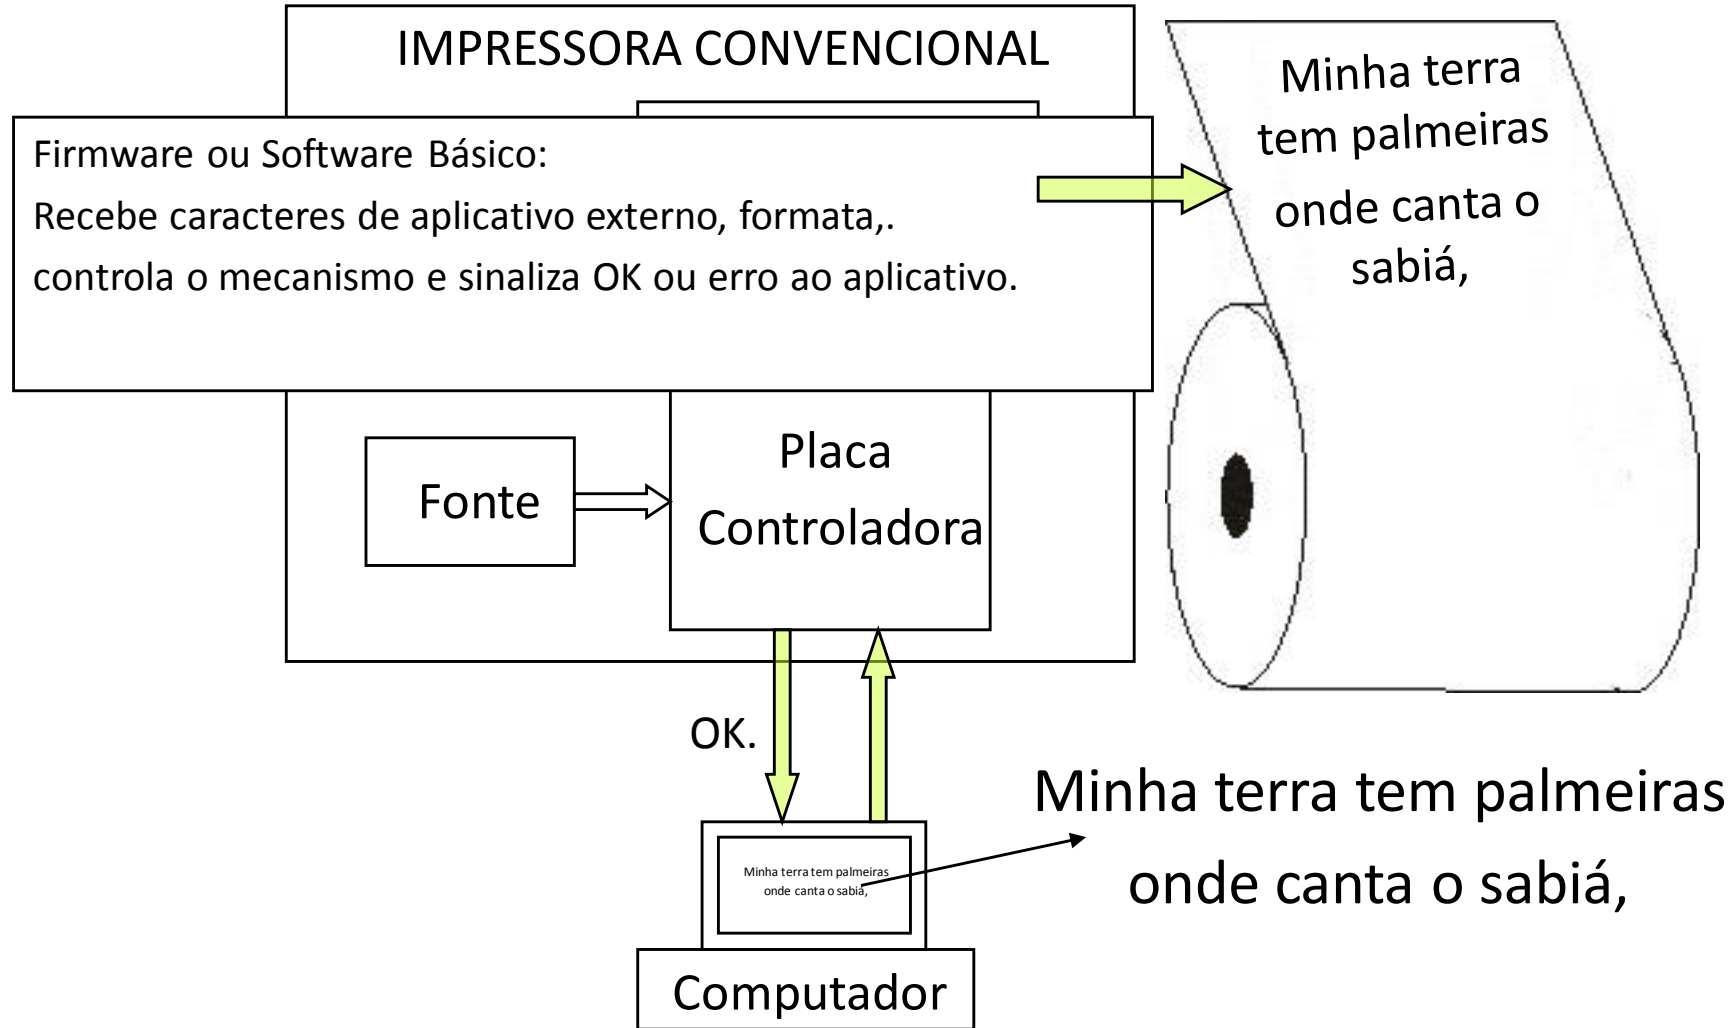 IMPRESSORA CONVENCIONAL
Firmware ou Software Básico:
Recebe caracteres de aplicativo externo, formata,.
controla o mecanismo e sinaliza OK ou erro ao aplicativo.
Minha terra
tem palmeiras
onde canta o
sabiá,
Fonte
Placa
Controladora
OK.
Minha terra tem palmeiras
onde canta o sabiá,
Minha terra tem palmeiras
onde canta o sabiá,
Computador